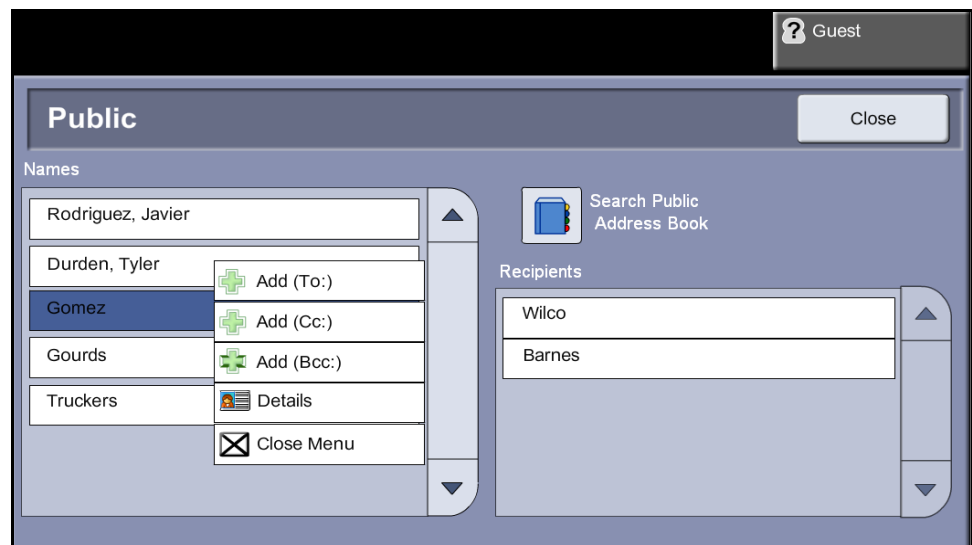 Guest
Public
Close
Names
Rodriguez, Javier
Durden, Tyler
Gomez
Gourds
Truckers
Add (To:)
Add (Cc:)
Add (Bcc:)
Details
Close Menu
Search Public
Address Book
Recipients
Wilco
Barnes